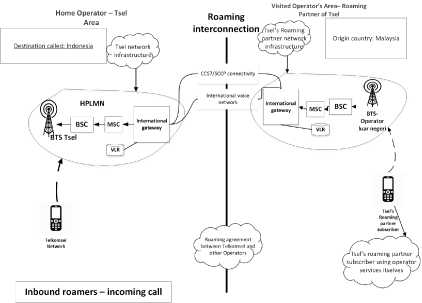 Home Operator – Tsel
Area
Roaming
interconnection
Visited Operator's Area– Roaming
Partner of Tsel
Destination called: Indonesia
Tsel network
infrastructure
Tsel's Roaming
partner network
infrastructure
Origin country: Malaysia
CCS7/SCCP connectivity
International voice
network
HPLMN
BTS Tsel
BSC
MSC
International
gateway
VLR
International
gateway
MSC
BSC
VLR
BTS-
Operator
luar negeri
Telkomsel
Network
Roaming agreement
between Telkomsel and
other Operators
Tsel's
Roaming
partner
subscriber
Tsel's roaming partner
subscriber using operator
services itselves
Inbound roamers – incoming call